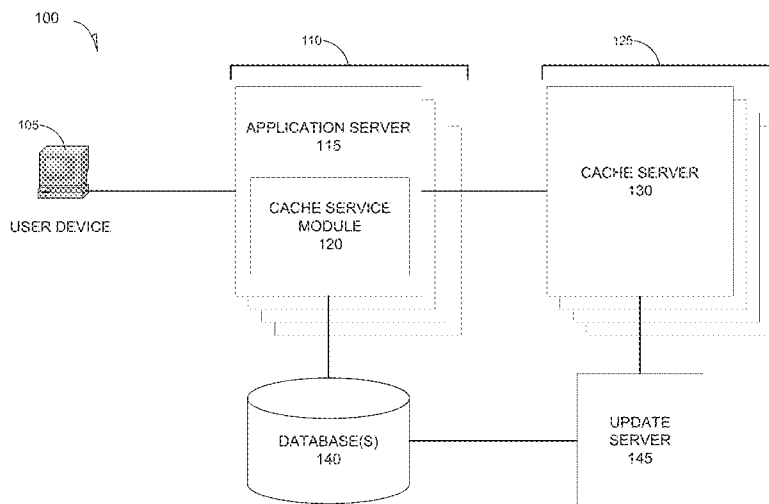 100
110
125
105
APPLICATION SERVER
115
CACHE SERVICE
MODULE
120
CACHE SERVER
130
USER DEVICE
DATABASE(S)
140
UPDATE
SERVER
145